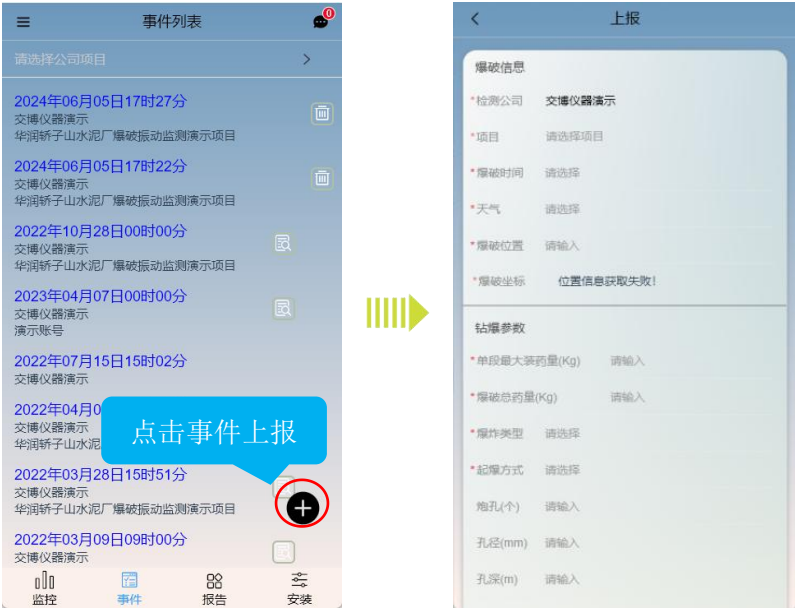 事件列表
0
请选择公司项目
2024年06月05日17时27分
交博仪器演示
华润轿子山水泥厂爆破振动监测演示项目
2024年06月05日17时22分
交博仪器演示
华润轿子山水泥厂爆破振动监测演示项目
2022年10月28日00时00分
交博仪器演示
华润轿子山水泥厂爆破振动监测演示项目
2023年04月07日00时00分
交博仪器演示
演示账号
2022年07月15日15时02分
交博仪器演示
2022年04月0
交博仪器演示
华润轿子山水泥
点击事件上报
2022年03月28日15时51分
交博仪器演示
华润轿子山水泥厂爆破振动监测演示项目
2022年03月09日09时00分
交博仪器演示
监控 事件 报告 安装
上报
爆破信息
*检测公司 交博仪器演示
*项目 请选择项目
*爆破时间 请选择
*天气 请选择
*爆破位置 请输入
*爆破坐标 位置信息获取失败!
钻爆参数
*单段最大装药量(Kg) 请输入
*爆破总药量(Kg) 请输入
*爆炸类型 请选择
*起爆方式 请选择
炮孔(个) 请输入
孔径(mm) 请输入
孔深(m) 请输入